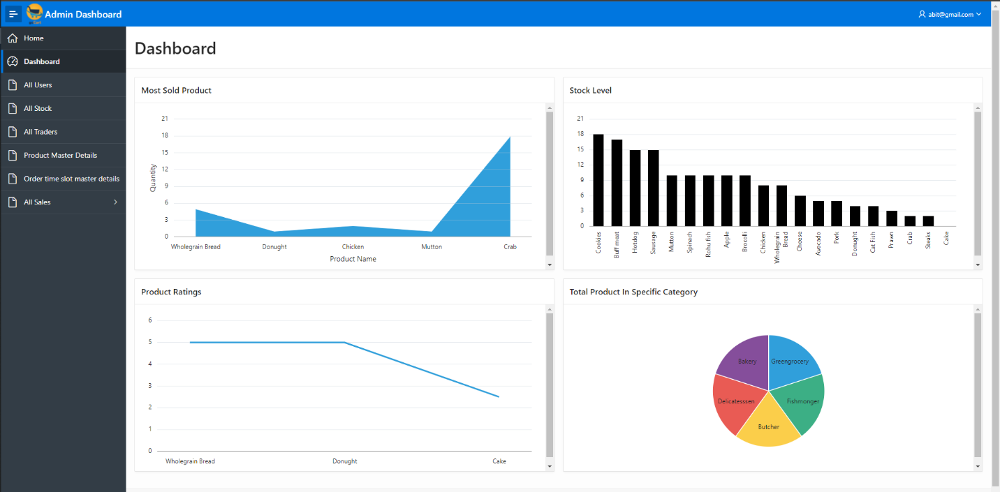 Admin Dashboard
abit@gmail.com
Home
Dashboard
All Users
All Stock
All Traders
Product Master Details
Order time slot master details
All Sales
Dashboard
Most Sold Product
21
18
15
12
9
6
3
0
Quantity
Wholegrain Bread Donught Chicken Mutton Crab
Product Name
Stock Level
21
18
15
12
9
6
3
0
Cookies
Buff meat
Hotdog
Sausage
Mutton
Spinach
Rohu fish
Apple
Brocolli
Chicken
Wholegrain
Bread
Cheese
Avocado
Pork
Donught
Cat Fish
Prawn
Crab
Steaks
Cake
Product Ratings
6
5
4
3
2
1
0
Wholegrain Bread Donught Cake
Total Product In Specific Category
Bakery Greengrocery
Delicatesssen Fishmonger
Butcher